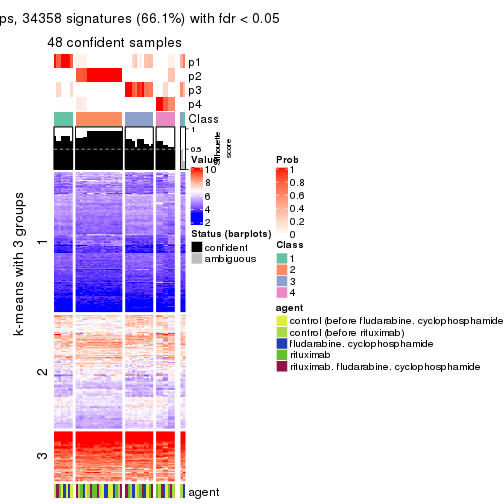 ps, 34358 signatures (66.1%) with fdr < 0.05
48 confident samples
p1
p2
p3
p4
Class
1
0.5
0
Silhouette
score
k-means with 3 groups
1
2
3
agent
Value
10
8
6
4
2
Status (barplots)
confident
ambiguous
Prob
1
0.8
0.6
0.4
0.2
0
Class
1
2
3
4
agent
control (before fludarabine. cyclophosphamide
control (before rituximab)
fludarabine. cyclophosphamide
rituximab
rituximab. fludarabine. cyclophosphamide